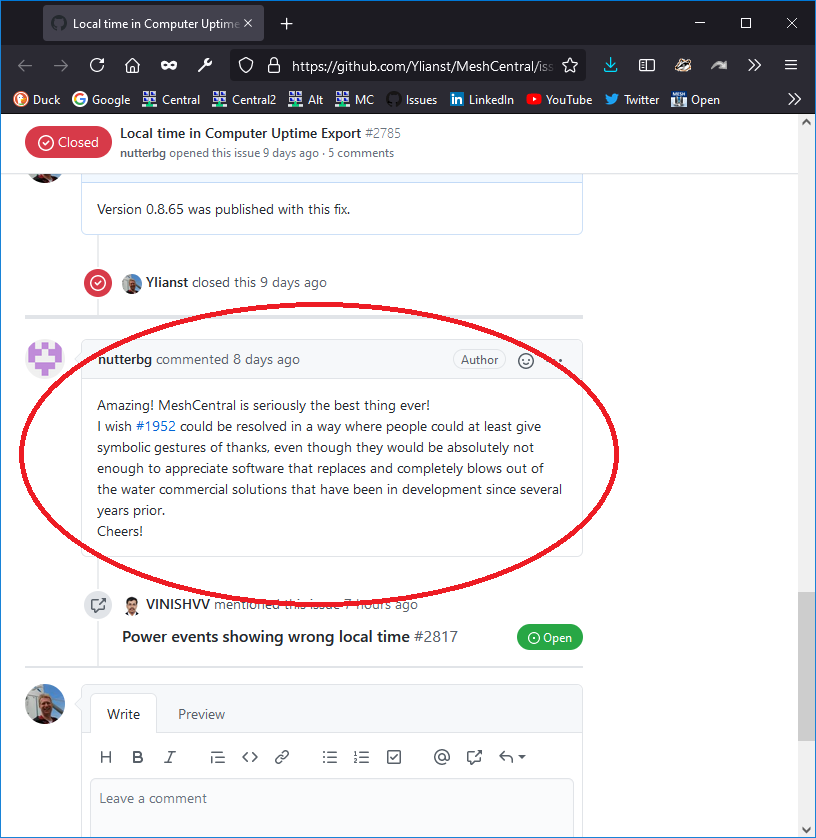 Local time in Computer Uptime
https://github.com/Ylianst/MeshCentral/iss
Duck Google Central Central2 Alt MC Issues LinkedIn YouTube Twitter Open
Closed
Local time in Computer Uptime Export #2785
nutterbg opened this issue 9 days ago · 5 comments
Version 0.8.65 was published with this fix.
Ylianst closed this 9 days ago
nutterbg commented 8 days ago Author
Amazing! MeshCentral is seriously the best thing ever!
I wish #1952 could be resolved in a way where people could at least give
symbolic gestures of thanks, even though they would be absolutely not
enough to appreciate software that replaces and completely blows out of
the water commercial solutions that have been in development since several
years prior.
Cheers!
VINISHVV mentioned this issue 7 hours ago
Power events showing wrong local time #2817 Open
Write Preview
H B I
Leave a comment